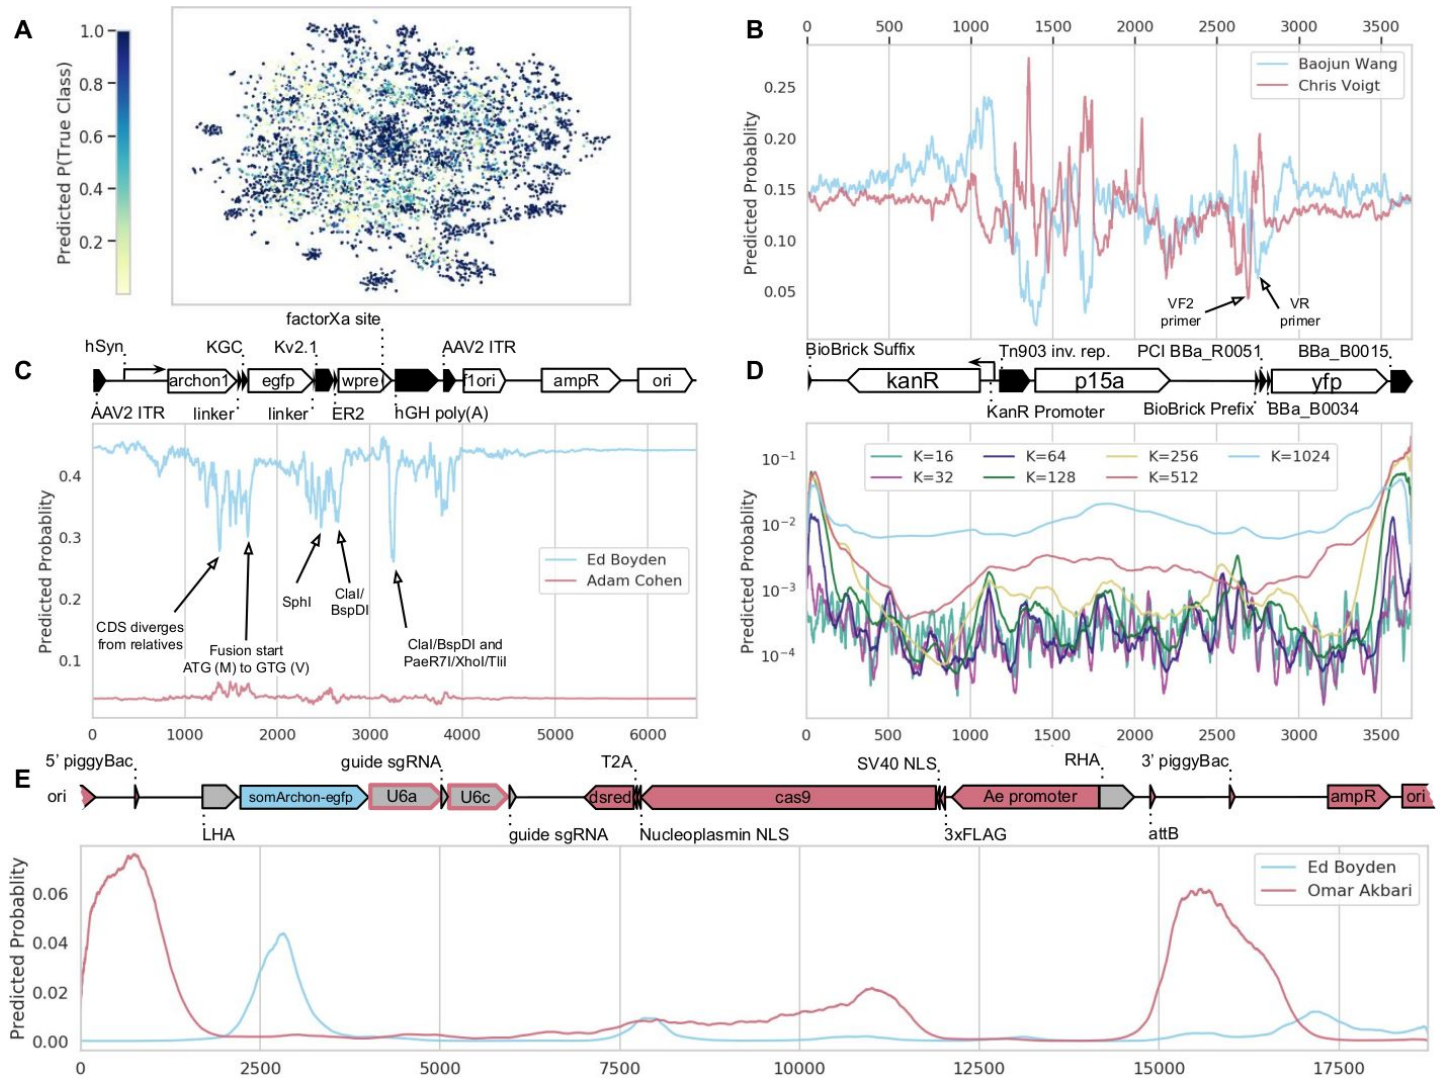 A
1.0
0.8
0.6
0.4
0.2
Predicted P(True Class)
B
0 500 1000 1500 2000 2500 3000 3500
Baojun Wang
Chris Voigt
0.25
0.20
0.15
0.10
0.05
Predicted Probablity
VF2
primer
VR
primer
factorXa site
hSyn KGC Kv2.1 AAV2 ITR
C
archon1 egfp wpre f1ori ampR ori
AAV2 ITR linker linker ER2 hGH poly(A)
0.4
0.3
0.2
0.1
Predicted Probablity
Ed Boyden
Adam Cohen
SphI
ClaI/
BspDI
CDS diverges
from relatives
Fusion start
ATG (M) to GTG (V)
ClaI/BspDI and
PaeR7I/XhoI/TliI
0 1000 2000 3000 4000 5000 6000
BioBrick Suffix Tn903 inv. rep. PCI BBa_R0051 BBa_B0015
D
kanR p15a yfp
KanR Promoter BioBrick Prefix BBa_B0034
K=16 K=64 K=256 K=1024
K=32 K=128 K=512
10⁻¹
10⁻²
10⁻³
10⁻⁴
Predicted Probablity
0 500 1000 1500 2000 2500 3000 3500
E
5' piggyBac guide sgRNA T2A SV40 NLS RHA 3' piggyBac
ori somArchon-egfp U6a U6c dsred cas9 Ae promoter ampR ori
LHA guide sgRNA Nucleoplasmin NLS 3xFLAG attB
Ed Boyden
Omar Akbari
0.06
0.04
0.02
0.00
Predicted Probablity
0 2500 5000 7500 10000 12500 15000 17500